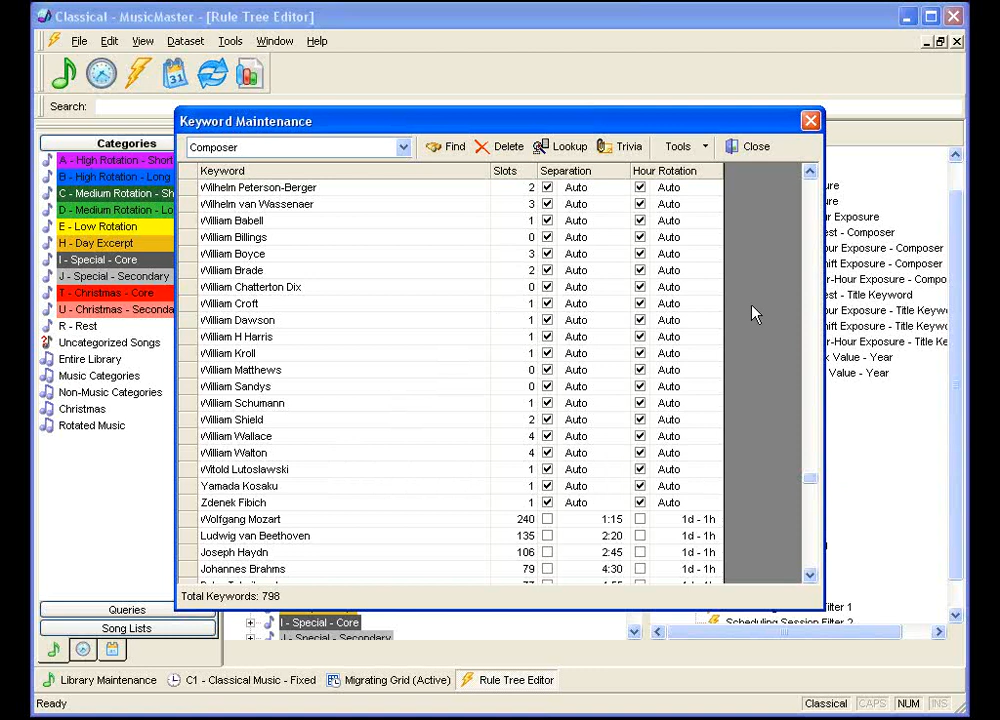 Classical - MusicMaster - [Rule Tree Editor]
File Edit View Dataset Tools Window Help
Search:
Categories
A - High Rotation - Short
B - High Rotation - Long
C - Medium Rotation - Sh
D - Medium Rotation - Lo
E - Low Rotation
H - Day Excerpt
I - Special - Core
J - Special - Secondary
T - Christmas - Core
U - Christmas - Seconda
R - Rest
Uncategorized Songs
Entire Library
Music Categories
Non-Music Categories
Christmas
Rotated Music
Queries
Song Lists
Keyword Maintenance
Composer Find Delete Lookup Trivia Tools Close
Keyword Slots Separation Hour Rotation
Wilhelm Peterson-Berger 2 Auto Auto
Wilhelm van Wassenaer 3 Auto Auto
William Babell 1 Auto Auto
William Billings 0 Auto Auto
William Boyce 3 Auto Auto
William Brade 2 Auto Auto
William Chatterton Dix 0 Auto Auto
William Croft 1 Auto Auto
William Dawson 1 Auto Auto
William H Harris 1 Auto Auto
William Kroll 1 Auto Auto
William Matthews 0 Auto Auto
William Sandys 0 Auto Auto
William Schumann 1 Auto Auto
William Shield 2 Auto Auto
William Wallace 4 Auto Auto
William Walton 4 Auto Auto
Witold Lutoslawski 1 Auto Auto
Yamada Kosaku 1 Auto Auto
Zdenek Fibich 1 Auto Auto
Wolfgang Mozart 240 1:15 1d - 1h
Ludwig van Beethoven 135 2:20 1d - 1h
Joseph Haydn 106 2:45 1d - 1h
Johannes Brahms 79 4:30 1d - 1h
Total Keywords: 798
ure
ure
our Exposure
est - Composer
our Exposure - Composer
hift Exposure - Composer
r-Hour Exposure - Compo
est - Title Keyword
our Exposure - Title Keyw
hift Exposure - Title Keyw
r-Hour Exposure - Title Ke
x Value - Year
Value - Year
1
I - Special - Core
J - Special - Secondary
Scheduling Session Filter 2
Library Maintenance C1 - Classical Music - Fixed Migrating Grid (Active) Rule Tree Editor
Ready Classical CAPS NUM INS